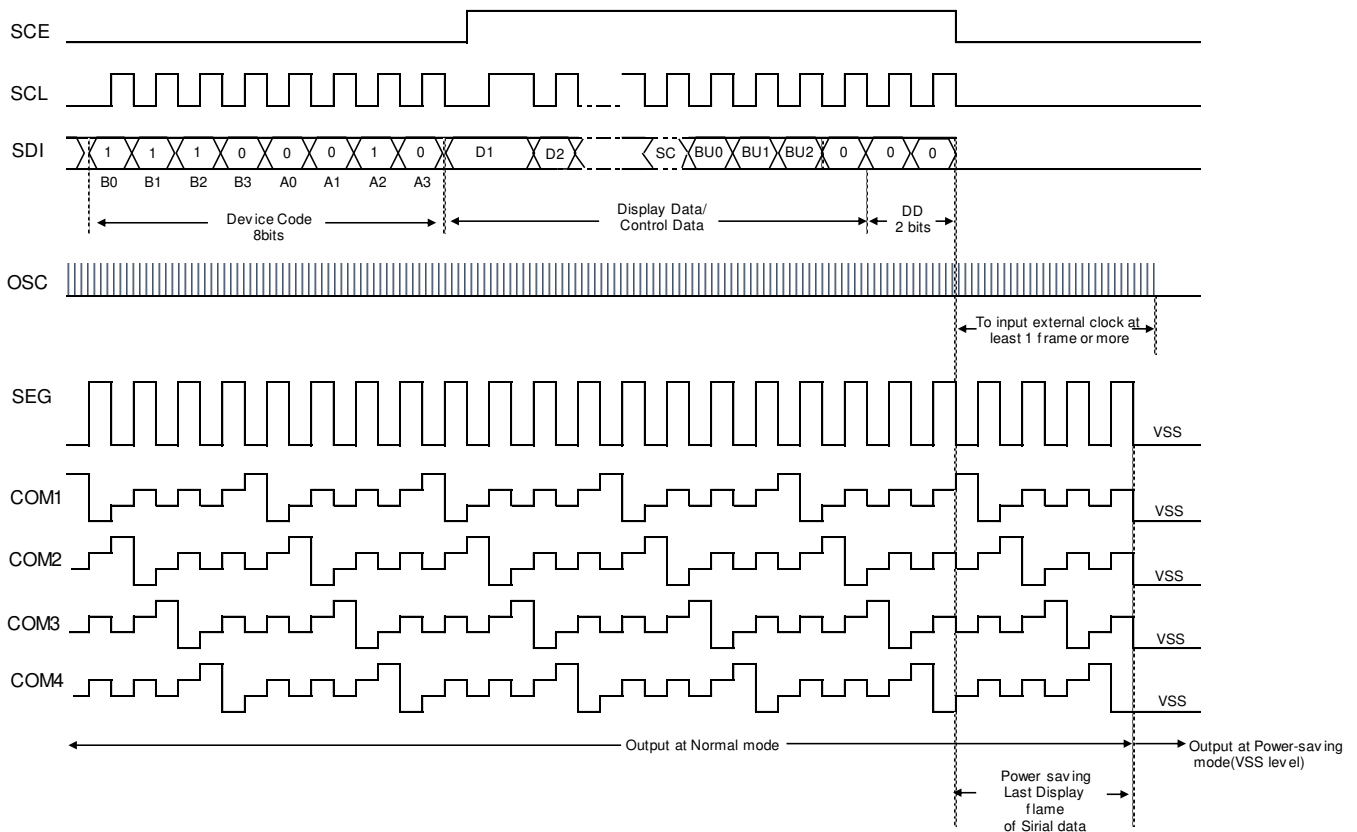 SCE
SCL
SDI
1 1 1 0 0 0 1 0 D1 D2 SC BU0 BU1 BU2 0 0 0
B0 B1 B2 B3 A0 A1 A2 A3
Device Code
8bits
Display Data/
Control Data
DD
2 bits
OSC
To input external clock at
least 1 frame or more
SEG
VSS
COM1
VSS
COM2
VSS
COM3
VSS
COM4
VSS
Output at Normal mode
Output at Power-saving
mode(VSS level)
Power saving
Last Display
flame
of Sirial data